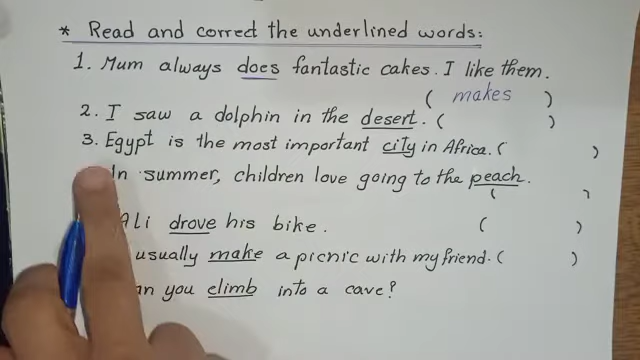 * Read and correct the underlined words:
1. Mum always does fantastic cakes. I like them.
( makes )
2. I saw a dolphin in the desert. ( )
3. Egypt is the most important city in Africa. ( )
In summer, children love going to the peach.
( )
Ali drove his bike. ( )
usually make a picnic with my friend. ( )
an you climb into a cave?